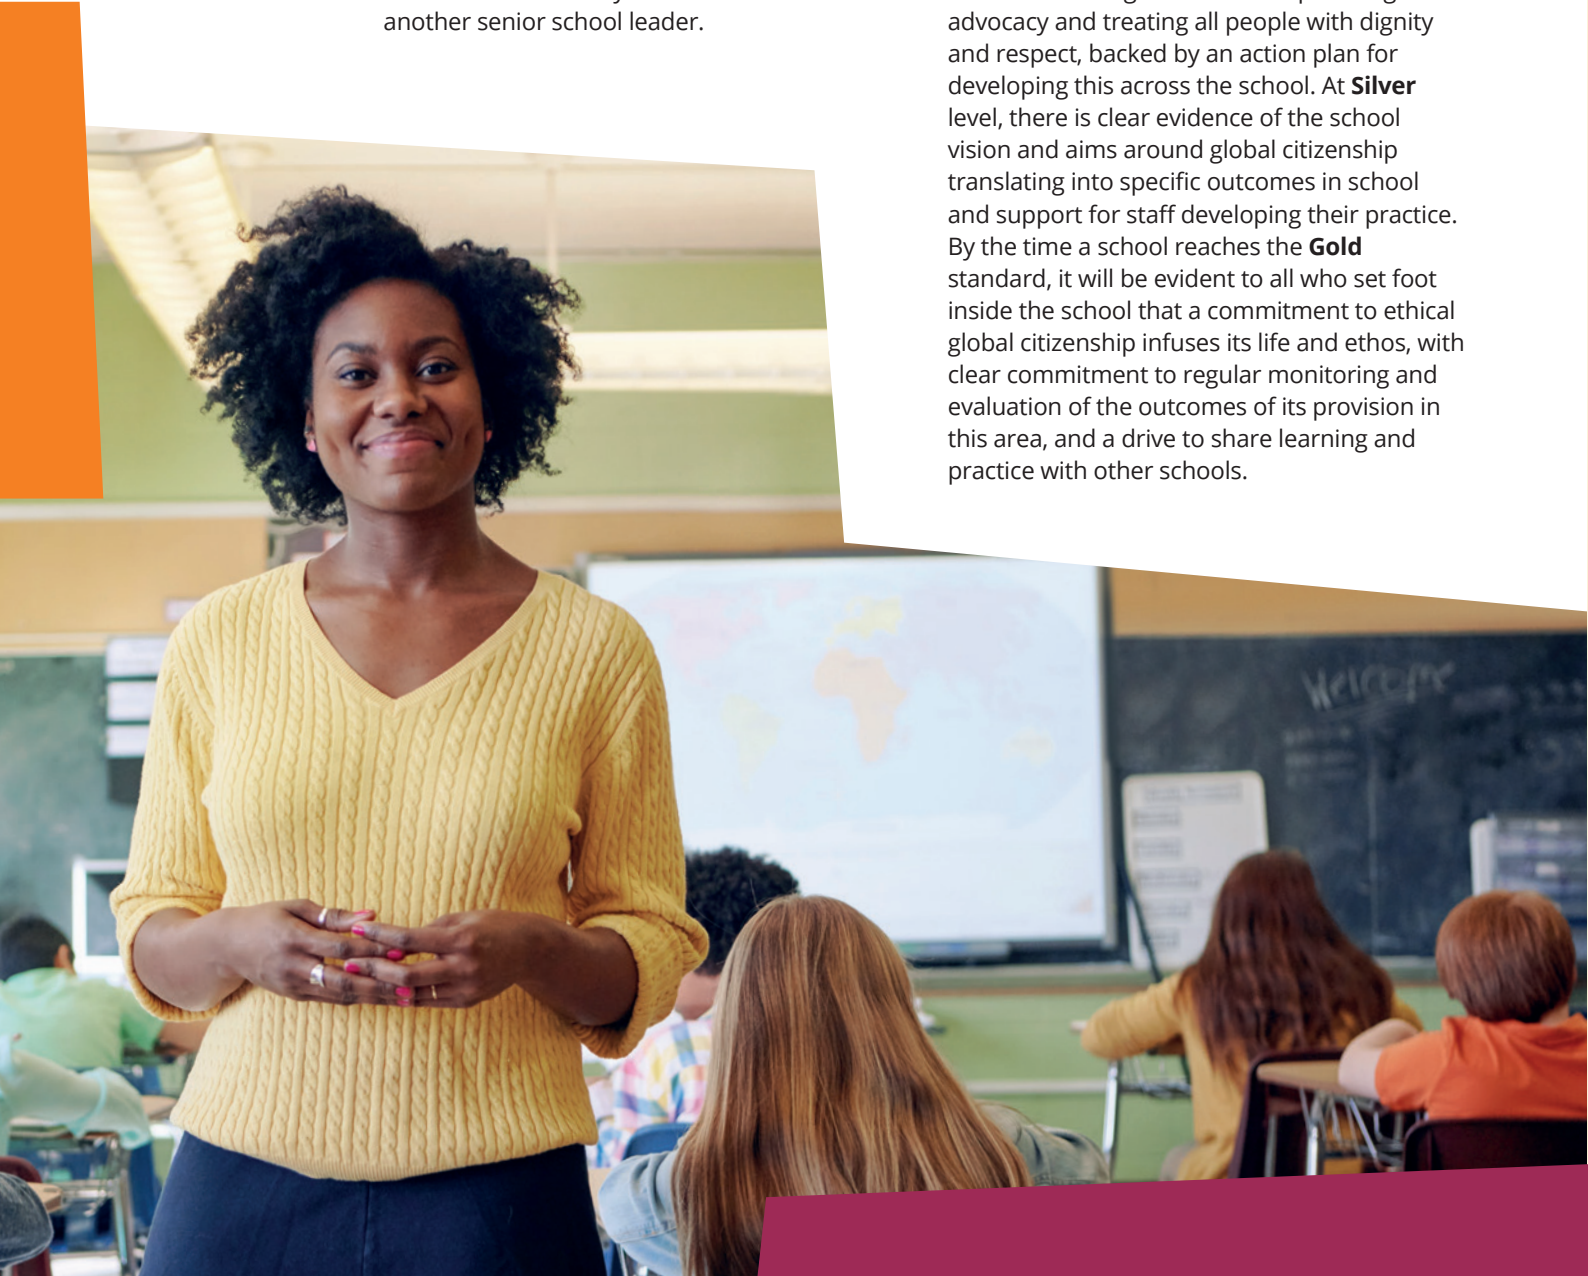 another senior school leader.
advocacy and treating all people with dignity
and respect, backed by an action plan for
developing this across the school. At Silver
level, there is clear evidence of the school
vision and aims around global citizenship
translating into specific outcomes in school
and support for staff developing their practice.
By the time a school reaches the Gold
standard, it will be evident to all who set foot
inside the school that a commitment to ethical
global citizenship infuses its life and ethos, with
clear commitment to regular monitoring and
evaluation of the outcomes of its provision in
this area, and a drive to share learning and
practice with other schools.
Welcome